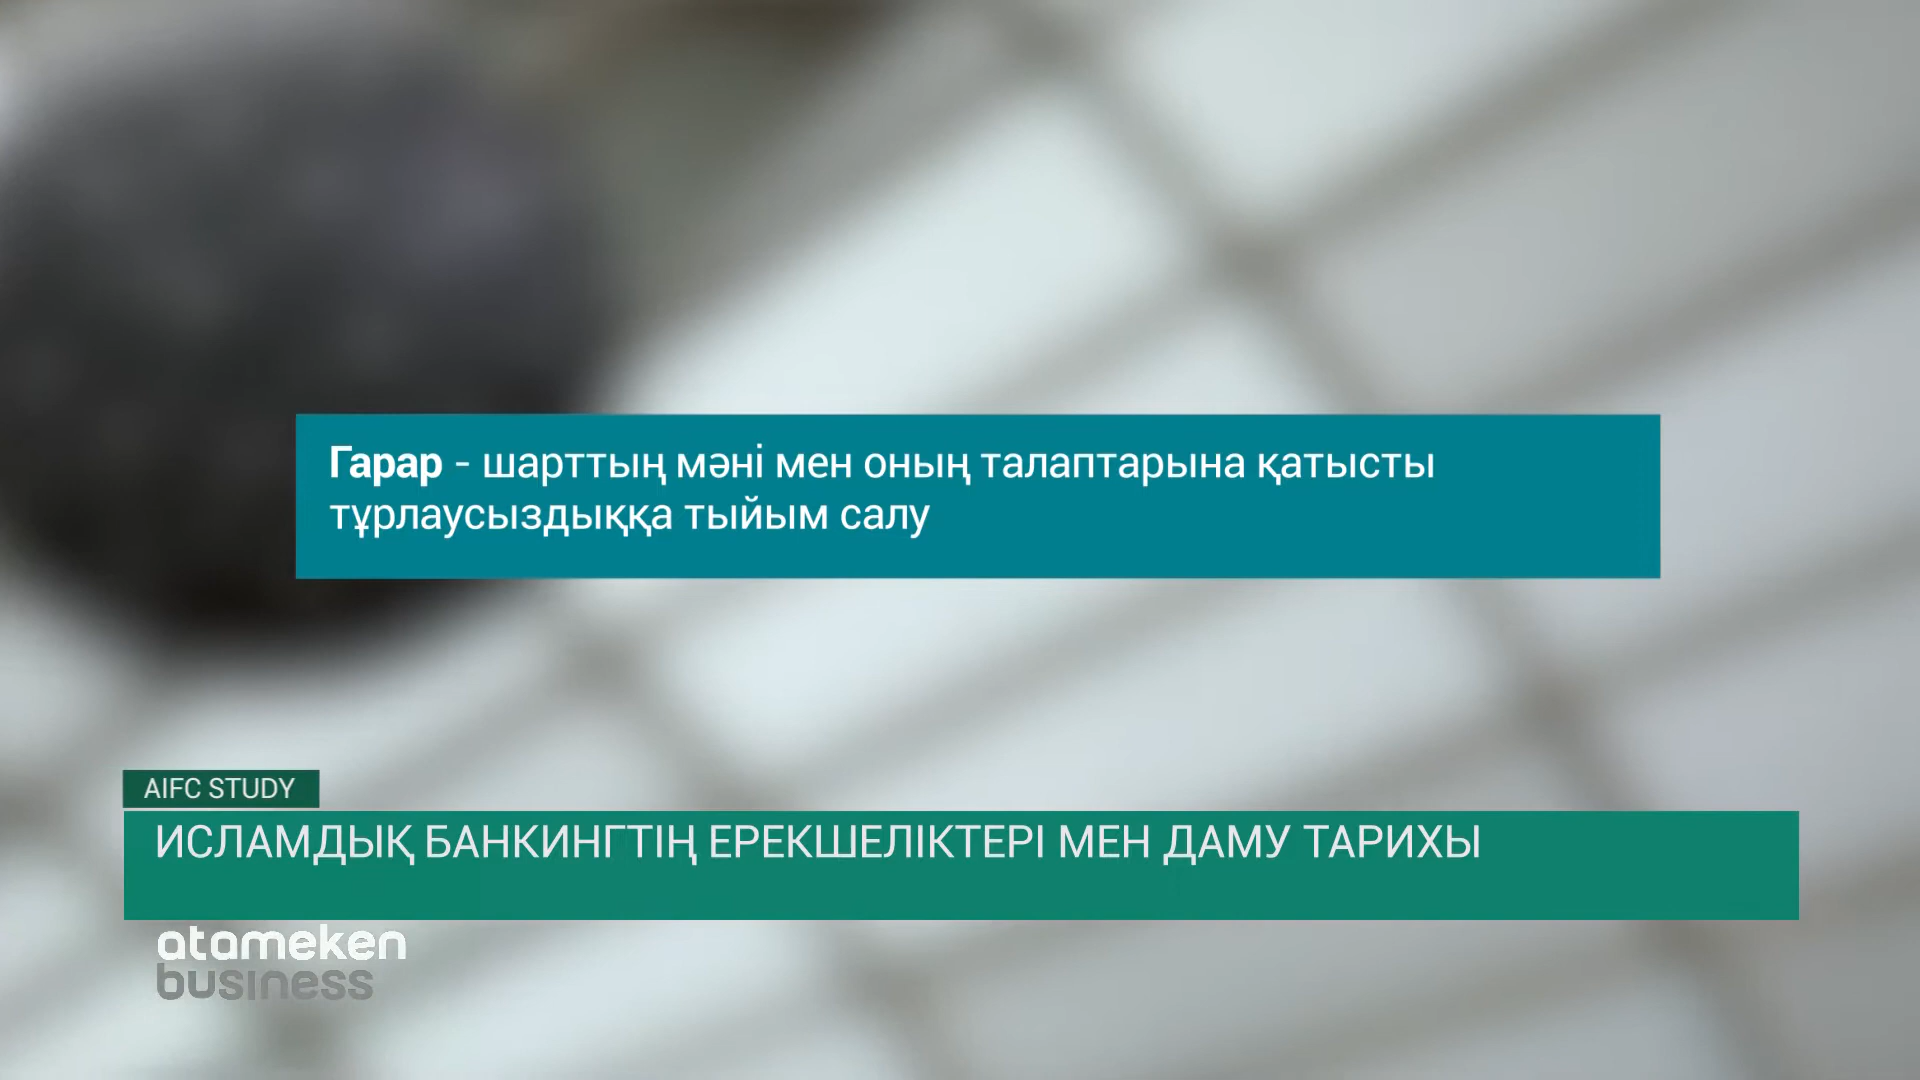 Гарар - шарттың мәні мен оның талаптарына қатысты
тұрлаусыздыққа тыйым салу
AIFC STUDY
ИСЛАМДЫҚ БАНКИНГТІҢ ЕРЕКШЕЛІКТЕРІ МЕН ДАМУ ТАРИХЫ
atameken
business